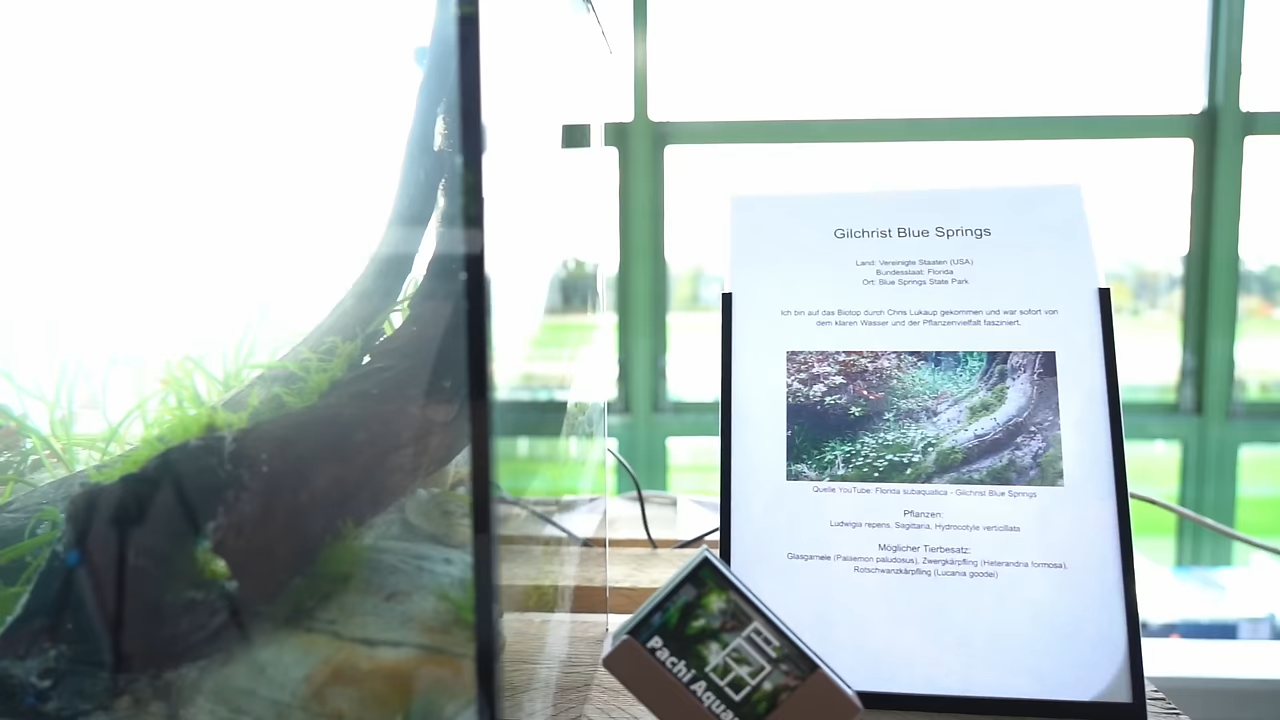 Gilchrist Blue Springs
Land: Vereinigte Staaten (USA)
Bundesstaat: Florida
Ort: Blue Springs State Park
Ich bin auf das Biotop durch Chris Lukaup gekommen und war sofort von
dem klaren Wasser und der Pflanzenvielfalt fasziniert.
Quelle YouTube: Florida subaquatica - Gilchrist Blue Springs
Pflanzen:
Ludwigia repens, Sagittaria, Hydrocotyle verticillata
Möglicher Tierbesatz:
Glasgarnele (Palaemon paludosus), Zwergkärpfling (Heterandria formosa),
Rotschwanzkärpfling (Lucania goodei)
Pachi Aqua